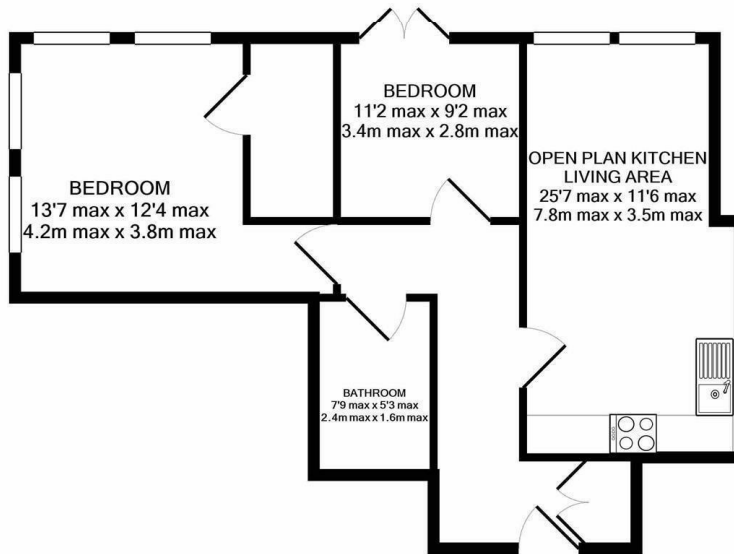 BEDROOM
13'7 max x 12'4 max
4.2m max x 3.8m max
BEDROOM
11'2 max x 9'2 max
3.4m max x 2.8m max
OPEN PLAN KITCHEN
LIVING AREA
25'7 max x 11'6 max
7.8m max x 3.5m max
BATHROOM
7'9 max x 5'3 max
2.4m max x 1.6m max